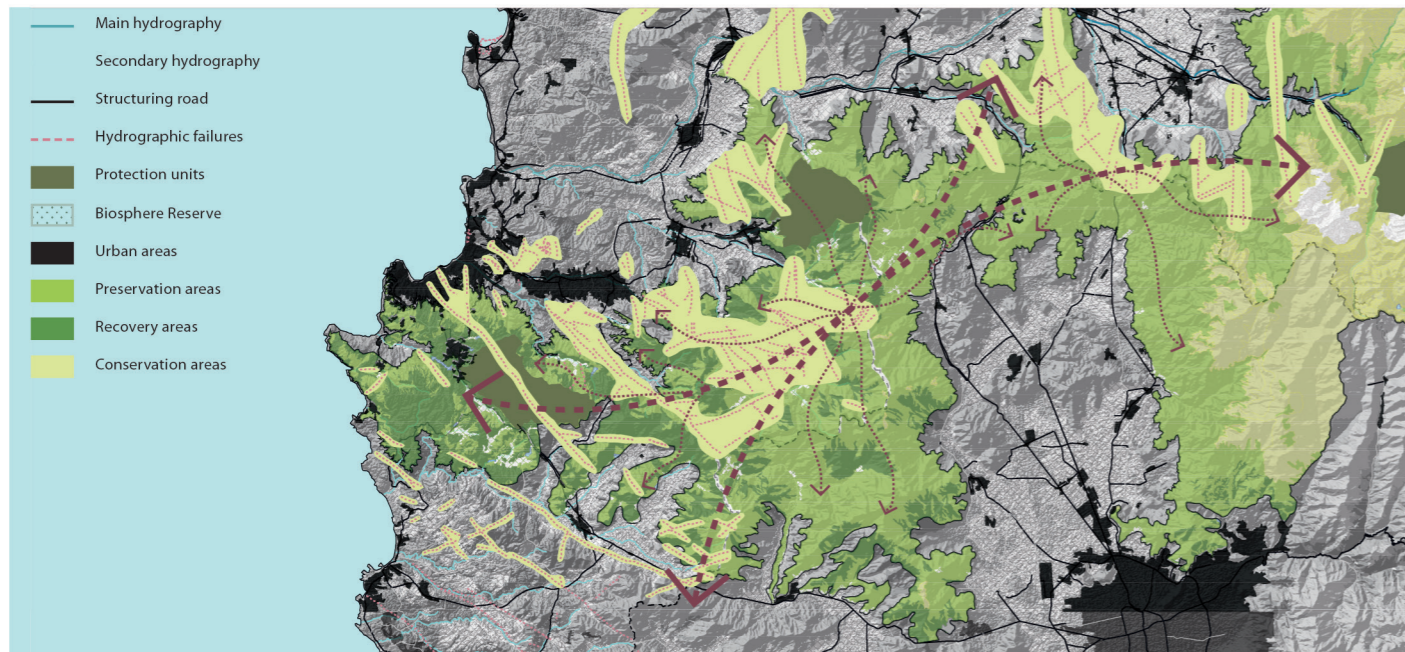 Main hydrography
Secondary hydrography
Structuring road
Hydrographic failures
Protection units
Biosphere Reserve
Urban areas
Preservation areas
Recovery areas
Conservation areas